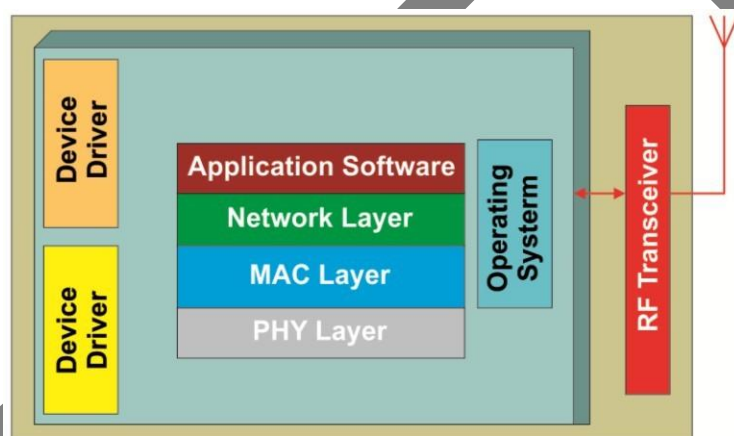 Device
Driver
Device
Driver
Application Software
Network Layer
MAC Layer
PHY Layer
Operating
Systerm
RF Transceiver